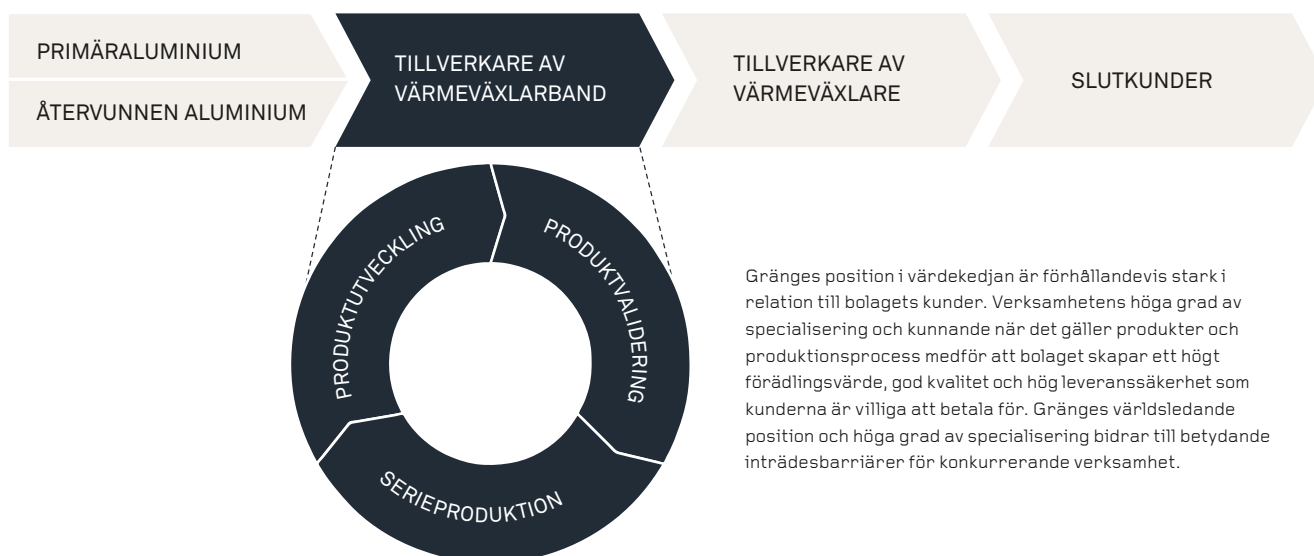 PRIMÄRALUMINIUM
ÅTERVUNNEN ALUMINIUM
TILLVERKARE AV
VÄRMEVÄXLARBAND
TILLVERKARE AV
VÄRMEVÄXLARE
SLUTKUNDER
PRODUKTUTVECKLING
PRODUKTVALIDERING
SERIEPRODUKTION
Gränges position i värdekedjan är förhållandevis stark i
relation till bolagets kunder. Verksamhetens höga grad av
specialisering och kunnande när det gäller produkter och
produktionsprocess medför att bolaget skapar ett högt
förädlingsvärde, god kvalitet och hög leveranssäkerhet som
kunderna är villiga att betala för. Gränges världsledande
position och höga grad av specialisering bidrar till betydande
inträdesbarriärer för konkurrerande verksamhet.